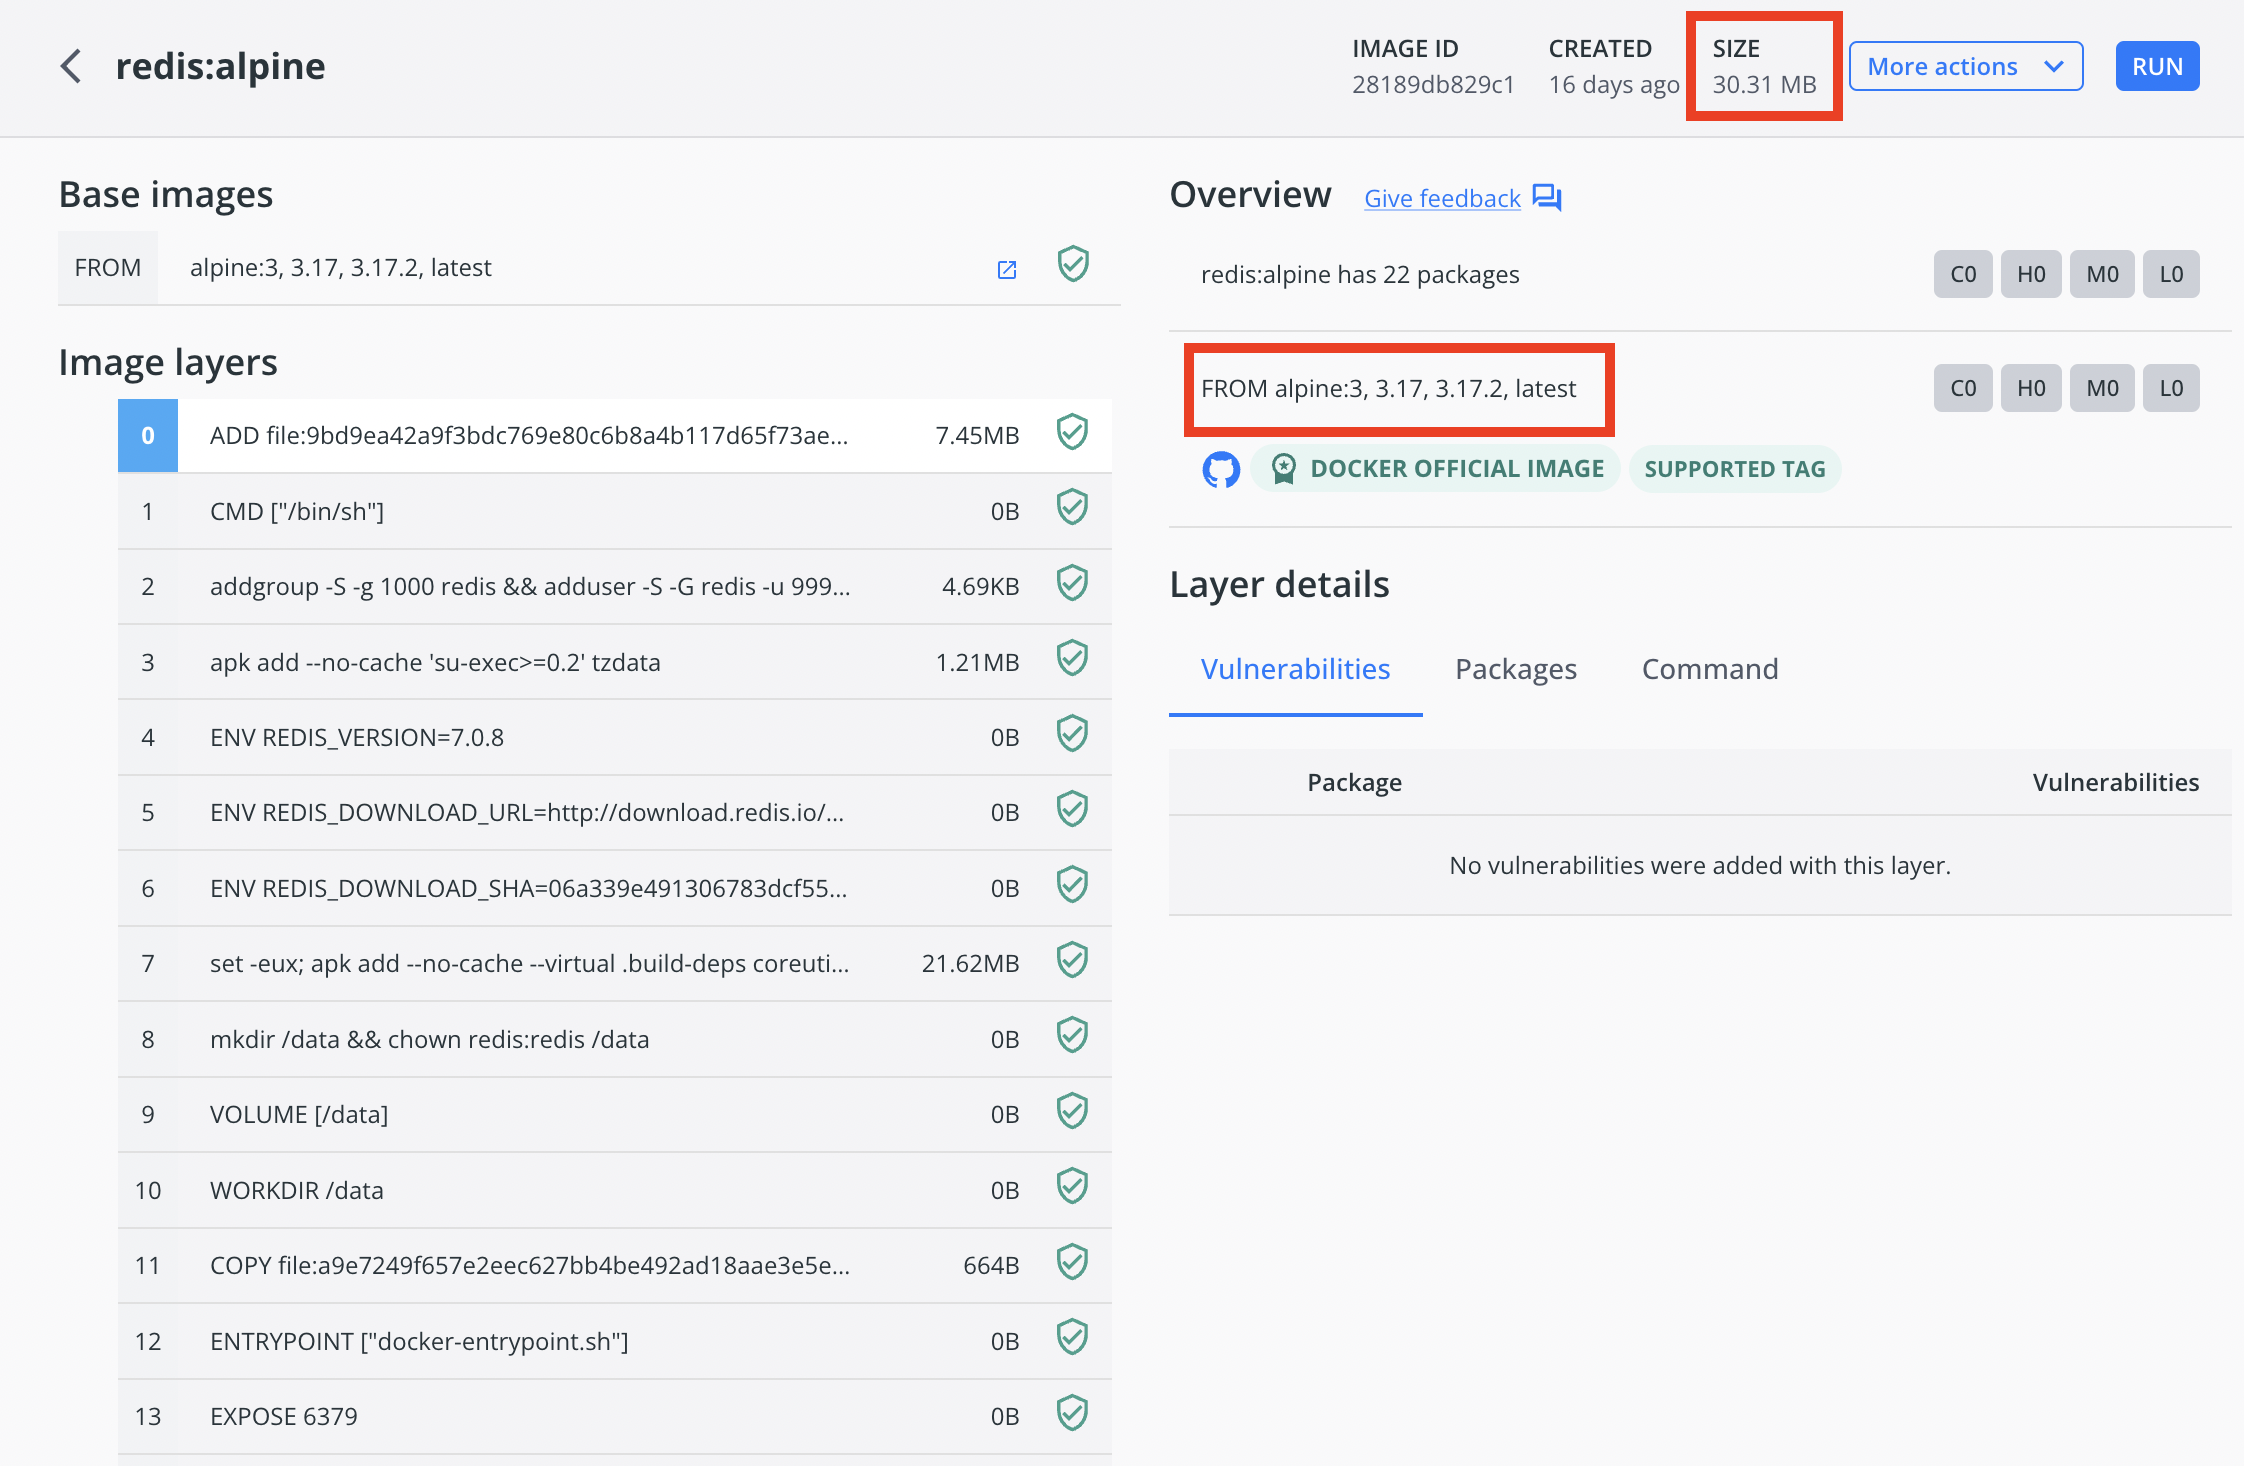 redis:alpine
IMAGE ID
28189db829c1
CREATED
16 days ago
SIZE
30.31 MB
More actions
RUN
Base images
FROM alpine:3, 3.17, 3.17.2, latest
Image layers
0 ADD file:9bd9ea42a9f3bdc769e80c6b8a4b117d65f73ae... 7.45MB
1 CMD ["/bin/sh"] 0B
2 addgroup -S -g 1000 redis && adduser -S -G redis -u 999... 4.69KB
3 apk add --no-cache 'su-exec>=0.2' tzdata 1.21MB
4 ENV REDIS_VERSION=7.0.8 0B
5 ENV REDIS_DOWNLOAD_URL=http://download.redis.io/... 0B
6 ENV REDIS_DOWNLOAD_SHA=06a339e491306783dcf55... 0B
7 set -eux; apk add --no-cache --virtual .build-deps coreuti... 21.62MB
8 mkdir /data && chown redis:redis /data 0B
9 VOLUME [/data] 0B
10 WORKDIR /data 0B
11 COPY file:a9e7249f657e2eec627bb4be492ad18aae3e5e... 664B
12 ENTRYPOINT ["docker-entrypoint.sh"] 0B
13 EXPOSE 6379 0B
Overview Give feedback
redis:alpine has 22 packages C0 H0 M0 L0
FROM alpine:3, 3.17, 3.17.2, latest C0 H0 M0 L0
DOCKER OFFICIAL IMAGE SUPPORTED TAG
Layer details
Vulnerabilities Packages Command
Package Vulnerabilities
No vulnerabilities were added with this layer.